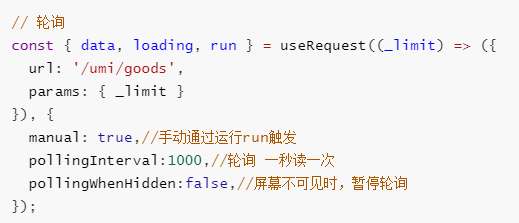 // 轮询
const { data, loading, run } = useRequest((_limit) => ({
  url: '/umi/goods',
  params: { _limit }
}), {
  manual: true,//手动通过运行run触发
  pollingInterval:1000,//轮询 一秒读一次
  pollingWhenHidden:false,//屏幕不可见时，暂停轮询
});